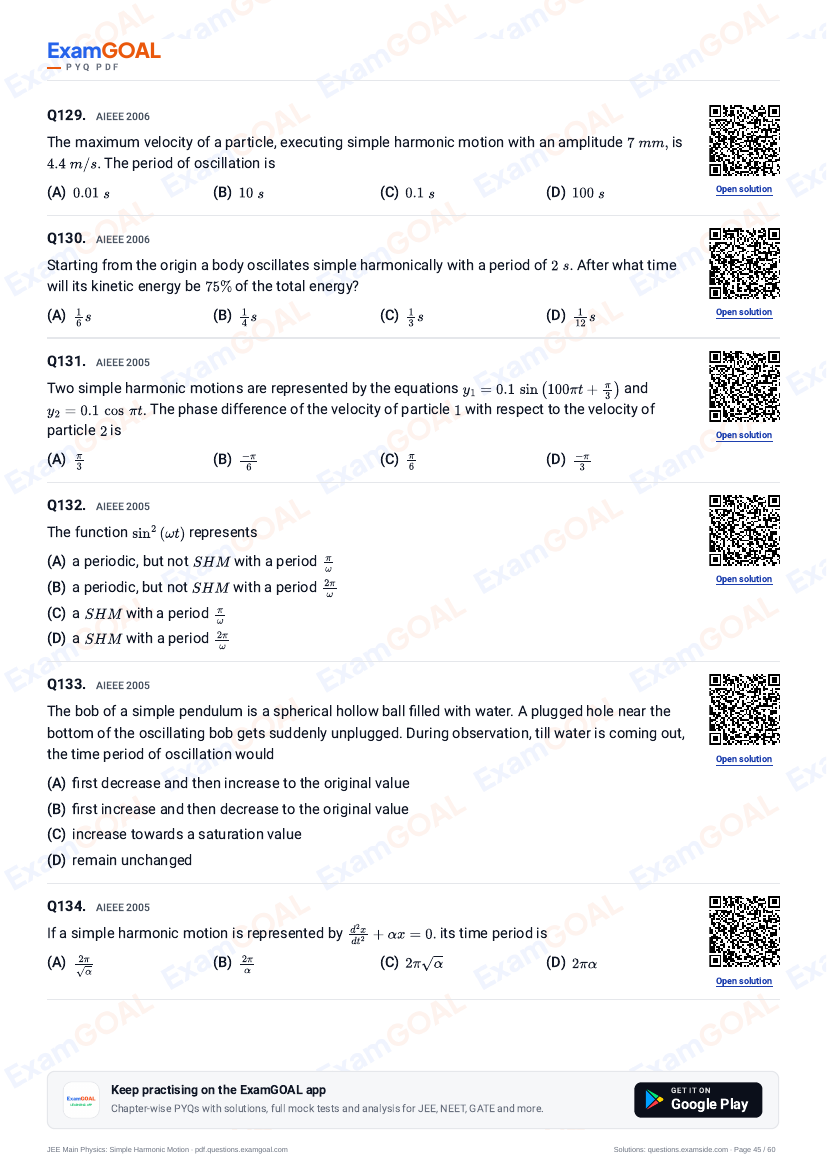 ExamGOAL
PYQ PDF
Q129. AIEEE 2006
The maximum velocity of a particle, executing simple harmonic motion with an amplitude 7 mm, is
4.4 m/s. The period of oscillation is
(A) 0.01 s (B) 10 s (C) 0.1 s (D) 100 s
Open solution
Q130. AIEEE 2006
Starting from the origin a body oscillates simple harmonically with a period of 2 s. After what time
will its kinetic energy be 75% of the total energy?
(A) 1/6 s (B) 1/4 s (C) 1/3 s (D) 1/12 s
Open solution
Q131. AIEEE 2005
Two simple harmonic motions are represented by the equations y₁ = 0.1 sin (100πt + π/3) and
y₂ = 0.1 cos πt. The phase difference of the velocity of particle 1 with respect to the velocity of
particle 2 is
(A) π/3 (B) −π/6 (C) π/6 (D) −π/3
Open solution
Q132. AIEEE 2005
The function sin² (ωt) represents
(A) a periodic, but not SHM with a period π/ω
(B) a periodic, but not SHM with a period 2π/ω
(C) a SHM with a period π/ω
(D) a SHM with a period 2π/ω
Open solution
Q133. AIEEE 2005
The bob of a simple pendulum is a spherical hollow ball filled with water. A plugged hole near the
bottom of the oscillating bob gets suddenly unplugged. During observation, till water is coming out,
the time period of oscillation would
(A) first decrease and then increase to the original value
(B) first increase and then decrease to the original value
(C) increase towards a saturation value
(D) remain unchanged
Open solution
Q134. AIEEE 2005
If a simple harmonic motion is represented by d²x/dt² + αx = 0. its time period is
(A) 2π/√α (B) 2π/α (C) 2π√α (D) 2πα
Open solution
ExamGOAL
Keep practising on the ExamGOAL app
Chapter-wise PYQs with solutions, full mock tests and analysis for JEE, NEET, GATE and more.
GET IT ON
Google Play
JEE Main Physics: Simple Harmonic Motion · pdf.questions.examgoal.com
Solutions: questions.examside.com · Page 45 / 60